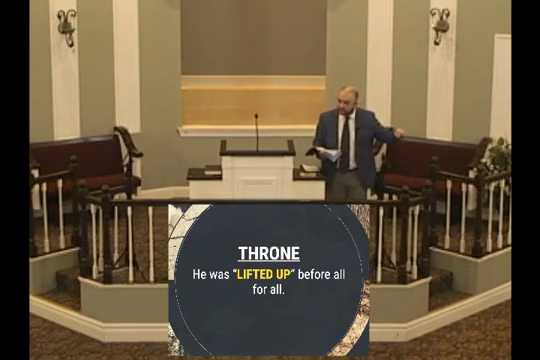 THRONE
He was “LIFTED UP” before all
for all.